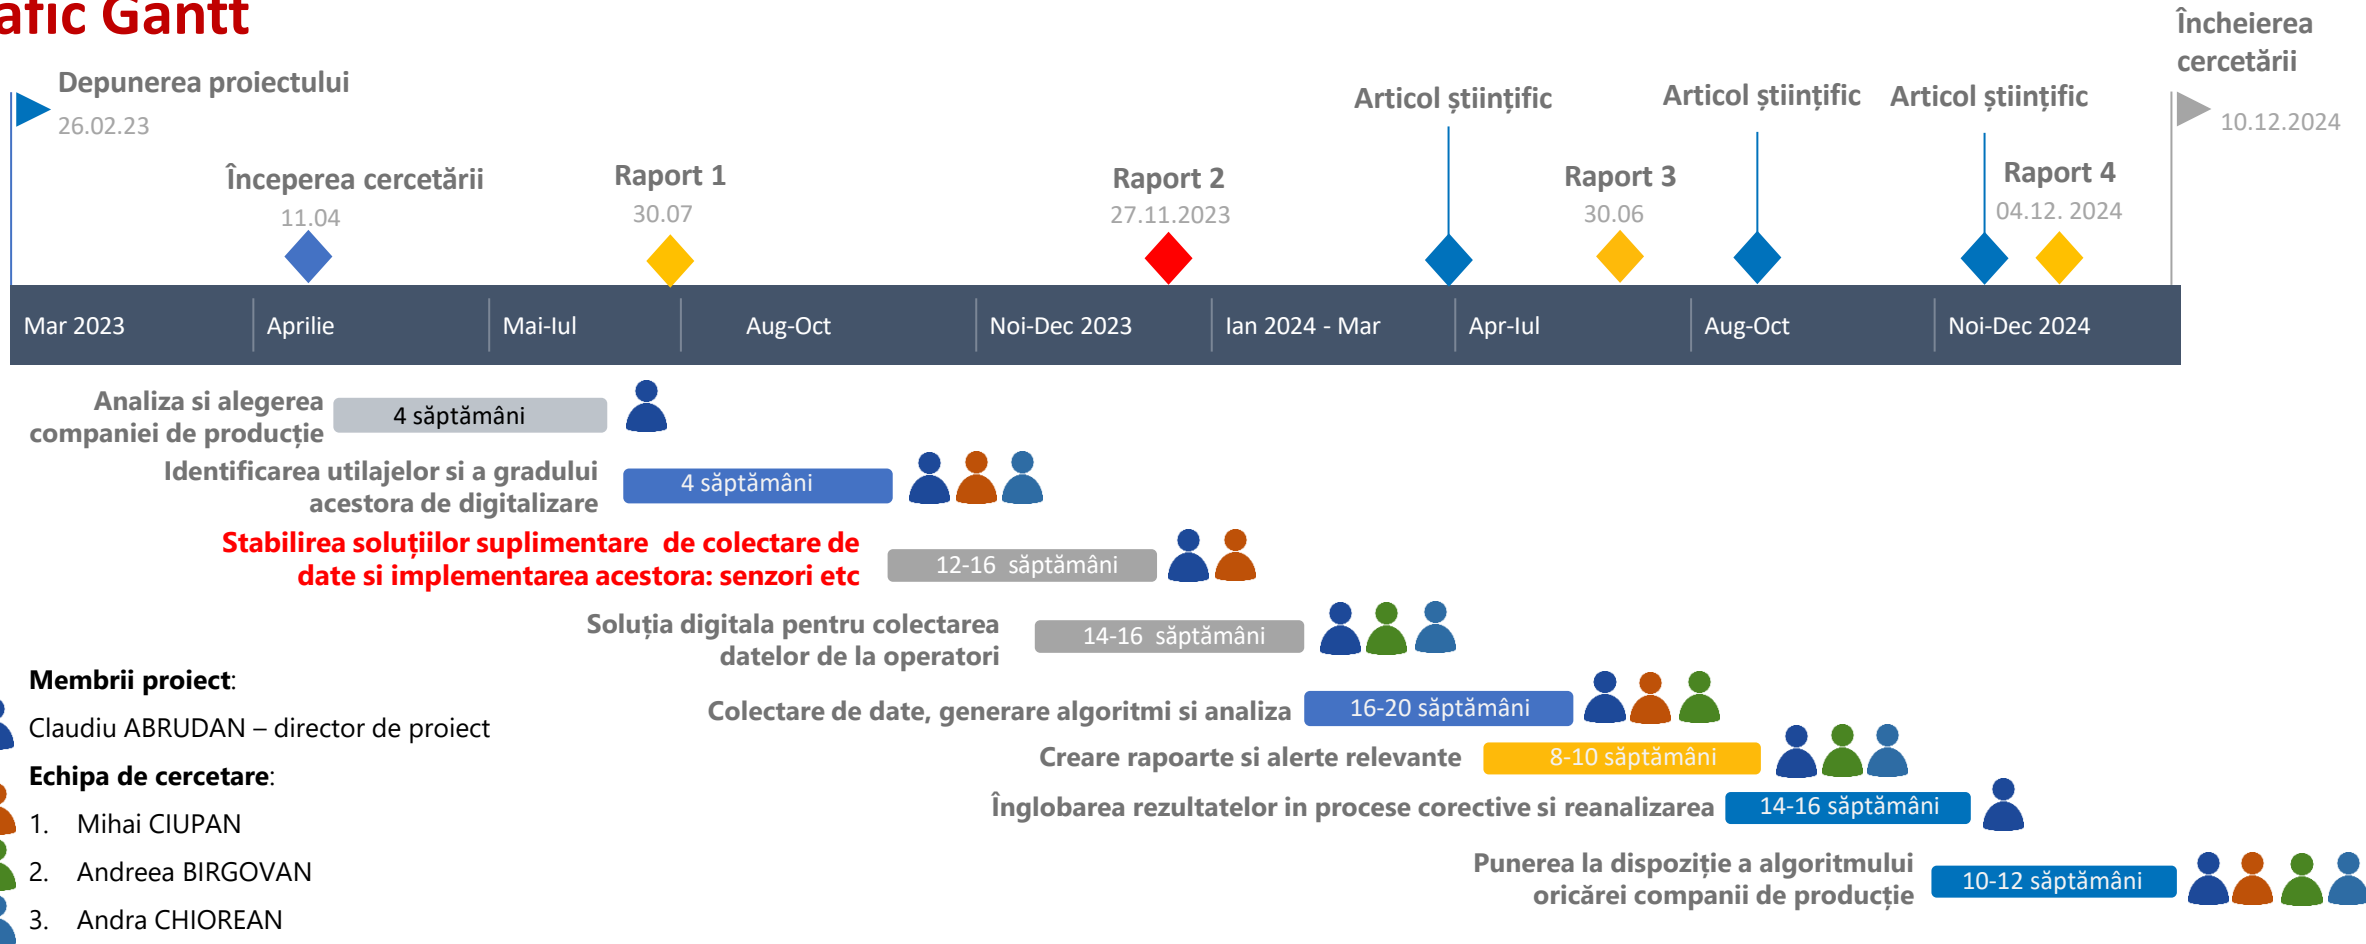 afic Gantt
Încheierea
cercetării
10.12.2024
Depunerea proiectului
26.02.23
Articol științific
Articol științific
Articol științific
Începerea cercetării
11.04
Raport 1
30.07
Raport 2
27.11.2023
Raport 3
30.06
Raport 4
04.12. 2024
Mar 2023
Aprilie
Mai-Iul
Aug-Oct
Noi-Dec 2023
Ian 2024 - Mar
Apr-Iul
Aug-Oct
Noi-Dec 2024
Analiza si alegerea
companiei de producție
4 săptămâni
Identificarea utilajelor si a gradului
acestora de digitalizare
4 săptămâni
Stabilirea soluțiilor suplimentare de colectare de
date si implementarea acestora: senzori etc
12-16 săptămâni
Soluția digitala pentru colectarea
datelor de la operatori
14-16 săptămâni
Colectare de date, generare algoritmi si analiza
16-20 săptămâni
Creare rapoarte si alerte relevante
8-10 săptămâni
Înglobarea rezultatelor in procese corective si reanalizarea
14-16 săptămâni
Punerea la dispoziție a algoritmului
oricărei companii de producție
10-12 săptămâni
Membrii proiect:
Claudiu ABRUDAN – director de proiect
Echipa de cercetare:
1. Mihai CIUPAN
2. Andreea BIRGOVAN
3. Andra CHIOREAN